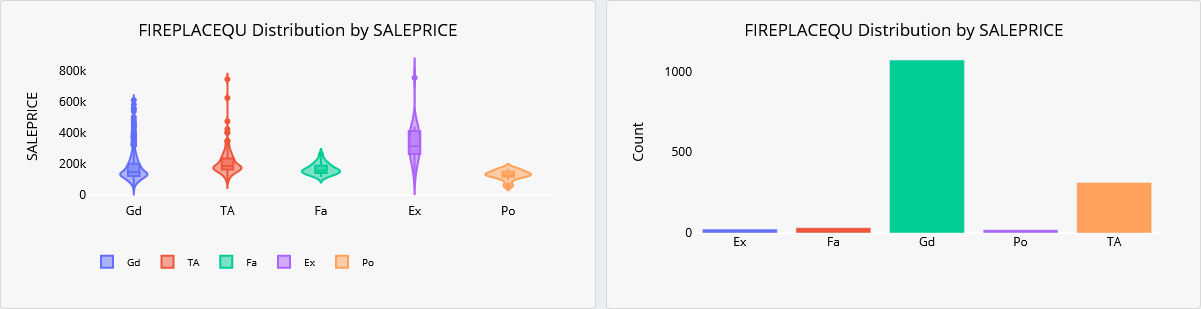 FIREPLACEQU Distribution by SALEPRICE
SALEPRICE
800k
600k
400k
200k
0
Gd TA Fa Ex Po
Gd TA Fa Ex Po
FIREPLACEQU Distribution by SALEPRICE
Count
1000
500
0
Ex Fa Gd Po TA